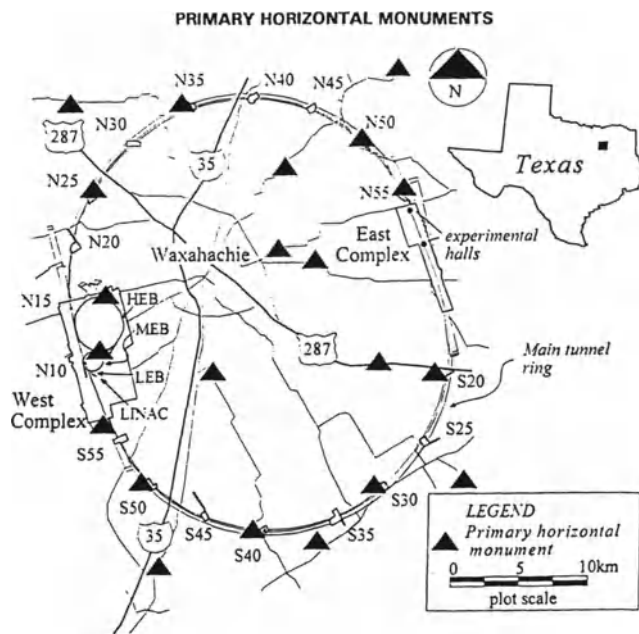 PRIMARY HORIZONTAL MONUMENTS
N35
N40
N45
N30
287
35
N50
N
Texas
N25
N55
N20
Waxahachie
East
Complex
experimental
halls
N15
HEB
MEB
N10
LEB
287
Main tunnel
ring
S20
West
Complex
LINAC
S55
S25
S50
S30
35
S45
S40
S35
LEGEND
Primary horizontal
monument
0 5 10km
plot scale